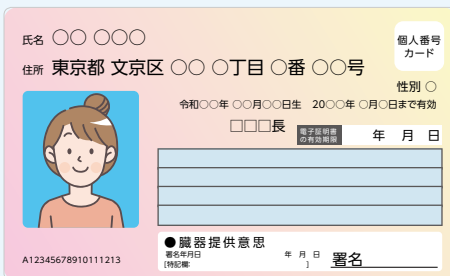 氏名 ○○ ○○○
個人番号
カード
住所 東京都 文京区 ○○ ○丁目 ○番 ○○号
性別 ○
令和○○年 ○○月○○日生 20○○年 ○月○日まで有効
□□□長
電子証明書
の有効期限
年 月 日
●臓器提供意思
署名年月日 年 月 日
[特記欄: ]
署名
A12345678910111213